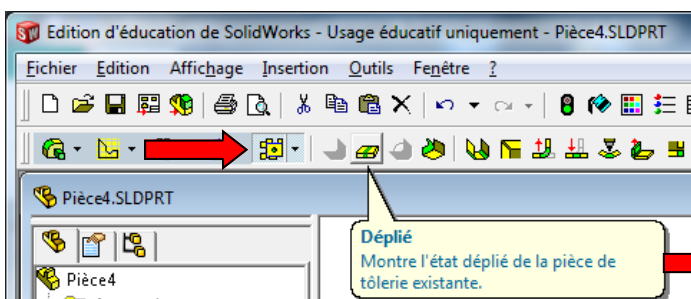 Edition d'éducation de SolidWorks - Usage éducatif uniquement - Pièce4.SLDPRT
Fichier Edition Affichage Insertion Outils Fenêtre ?
Pièce4.SLDPRT
Déplié
Montre l'état déplié de la pièce de
tôlerie existante.
Pièce4